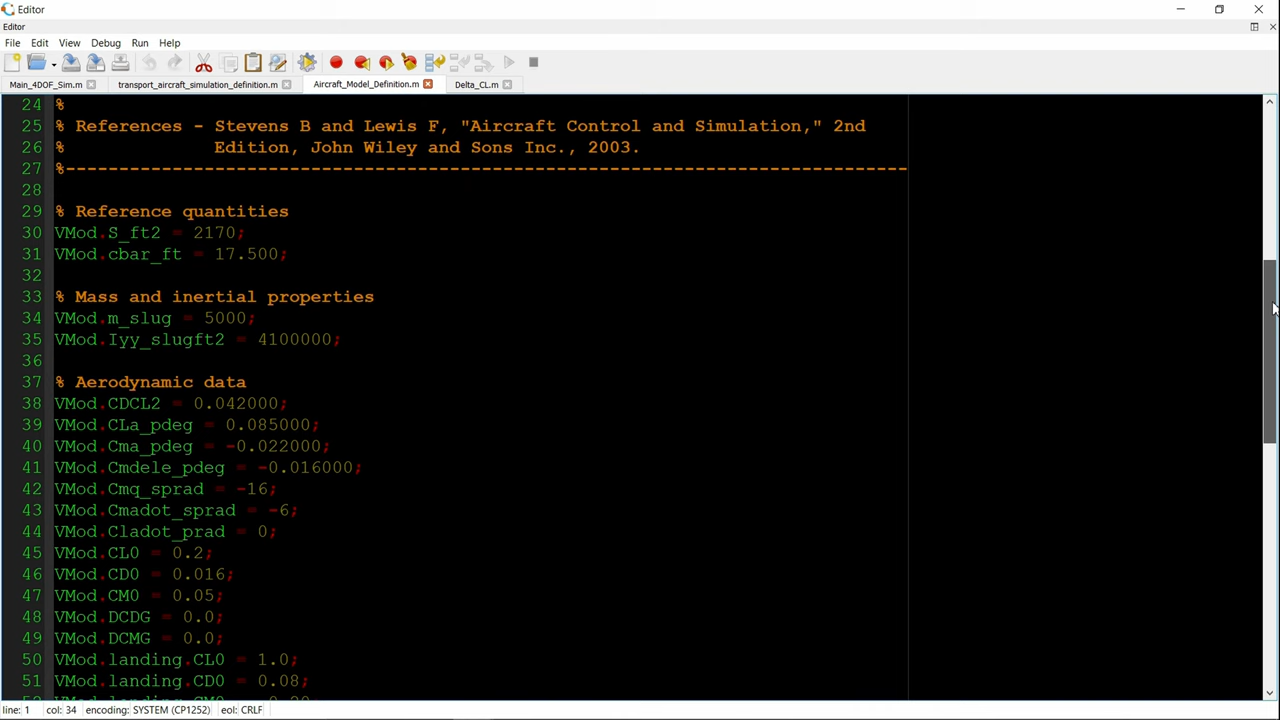 Editor
Editor
File Edit View Debug Run Help
Main_4DOF_Sim.m transport_aircraft_simulation_definition.m Aircraft_Model_Definition.m Delta_CL.m
24 %
25 % References - Stevens B and Lewis F, "Aircraft Control and Simulation," 2nd
26 % Edition, John Wiley and Sons Inc., 2003.
27 %-------------------------------------------------------------------------------
28
29 % Reference quantities
30 VMod.S_ft2 = 2170;
31 VMod.cbar_ft = 17.500;
32
33 % Mass and inertial properties
34 VMod.m_slug = 5000;
35 VMod.Iyy_slugft2 = 4100000;
36
37 % Aerodynamic data
38 VMod.CDCL2 = 0.042000;
39 VMod.CLa_pdeg = 0.085000;
40 VMod.Cma_pdeg = -0.022000;
41 VMod.Cmdele_pdeg = -0.016000;
42 VMod.Cmq_sprad = -16;
43 VMod.Cmadot_sprad = -6;
44 VMod.Cladot_prad = 0;
45 VMod.CL0 = 0.2;
46 VMod.CD0 = 0.016;
47 VMod.CM0 = 0.05;
48 VMod.DCDG = 0.0;
49 VMod.DCMG = 0.0;
50 VMod.landing.CL0 = 1.0;
51 VMod.landing.CD0 = 0.08;
line: 1 col: 34 encoding: SYSTEM (CP1252) eol: CRLF